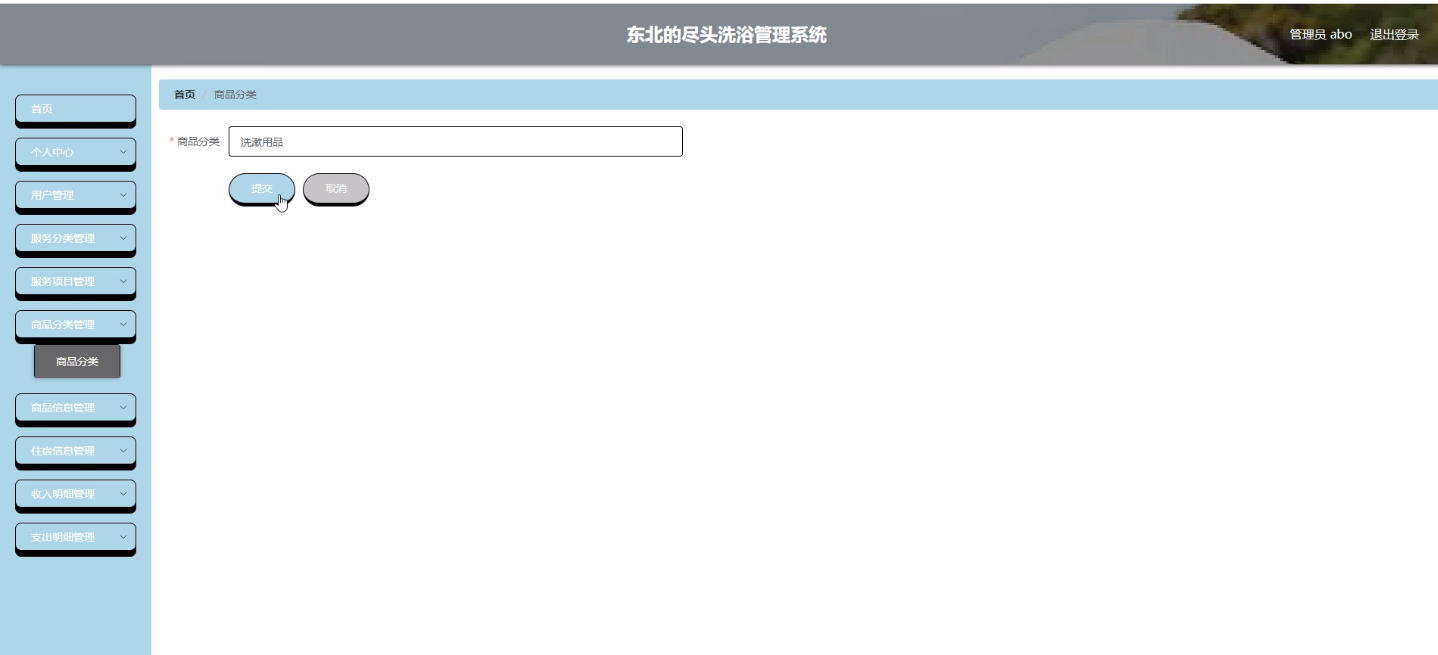 东北的尽头洗浴管理系统
管理员 abo 退出登录
首页
个人中心
用户管理
服务分类管理
服务项目管理
商品分类管理
商品分类
商品信息管理
住宿信息管理
收入明细管理
支出明细管理
首页 / 商品分类
* 商品分类 洗漱用品
提交 取消